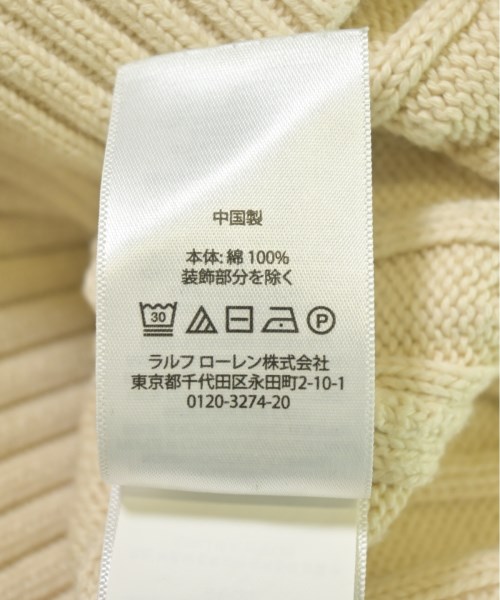 中国製
本体: 綿 100%
装飾部分を除く
30 P
ラルフ ローレン株式会社
東京都千代田区永田町2-10-1
0120-3274-20